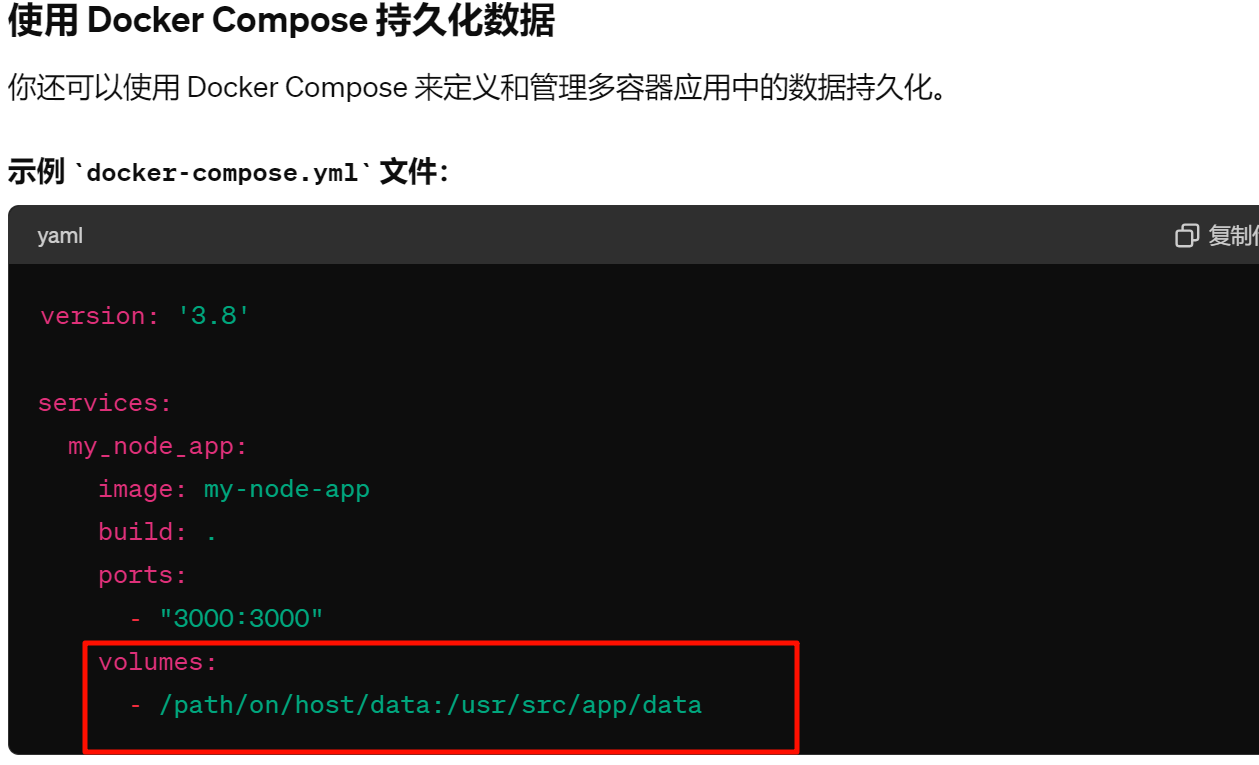 使用 Docker Compose 持久化数据
你还可以使用 Docker Compose 来定义和管理多容器应用中的数据持久化。
示例 `docker-compose.yml` 文件：
yaml
复制
version: '3.8'
services:
  my_node_app:
    image: my-node-app
    build: .
    ports:
      - "3000:3000"
    volumes:
      - /path/on/host/data:/usr/src/app/data